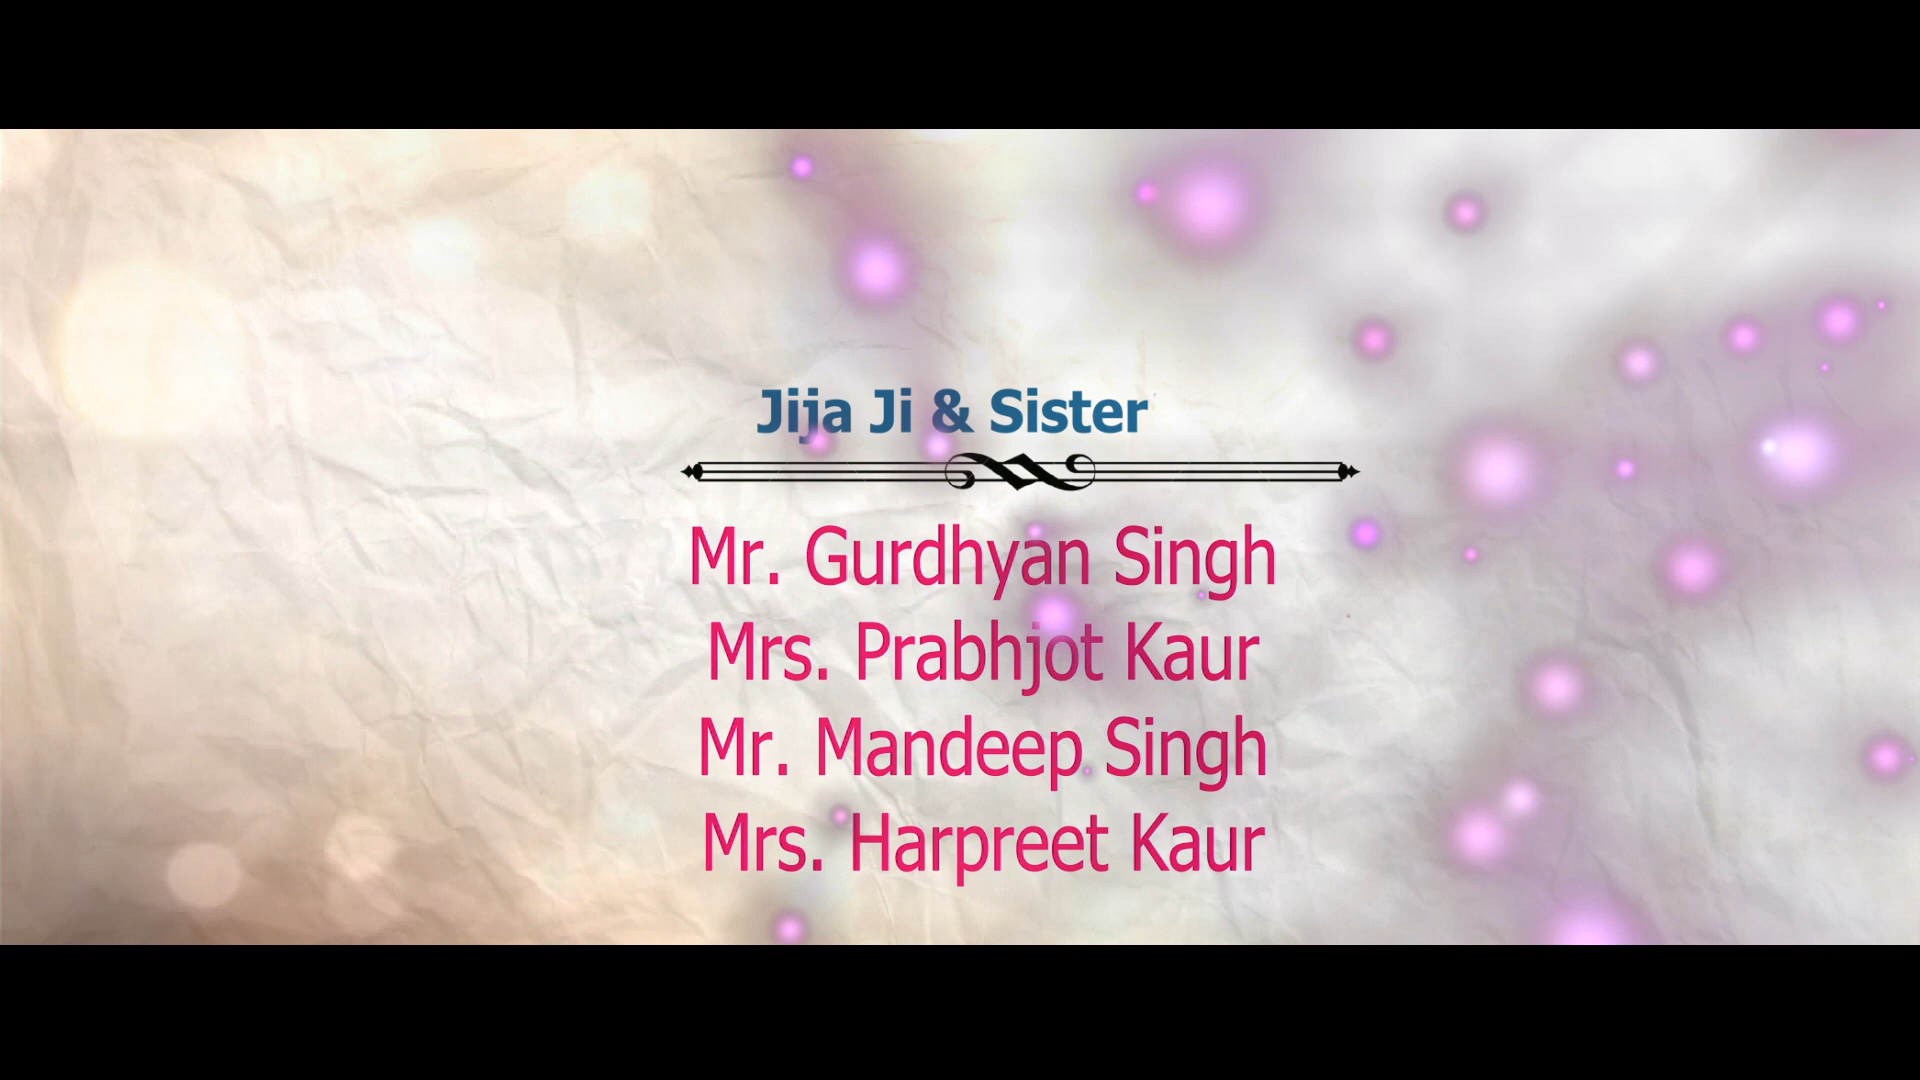 Jija Ji & Sister
Mr. Gurdhyan Singh
Mrs. Prabhjot Kaur
Mr. Mandeep Singh
Mrs. Harpreet Kaur